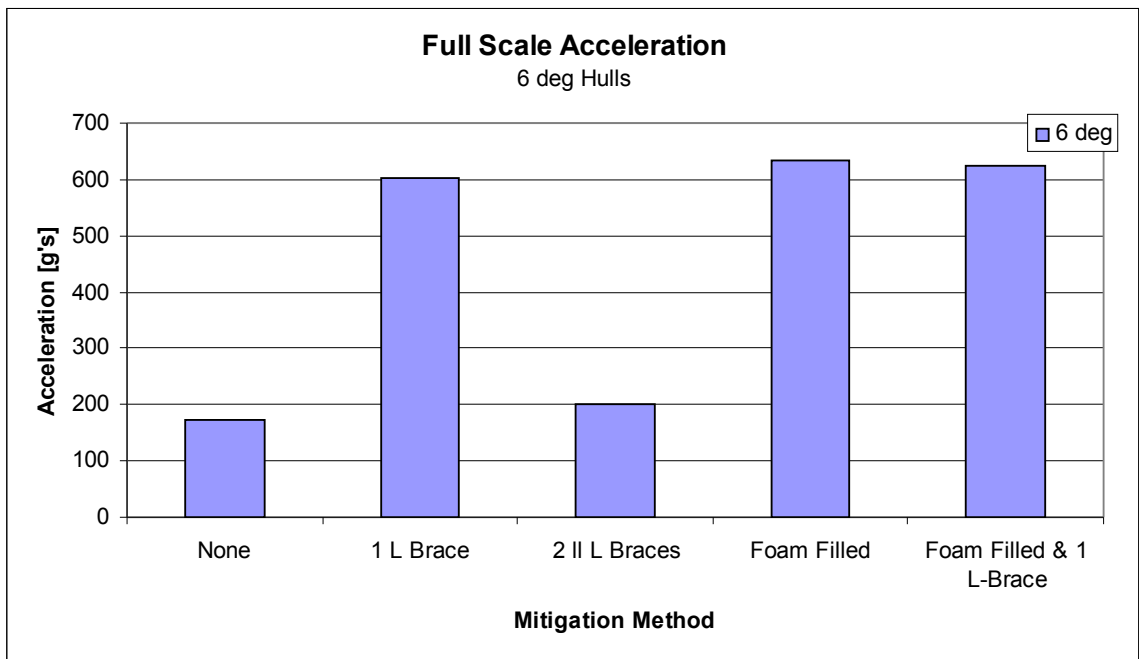 Full Scale Acceleration
6 deg Hulls
6 deg
Acceleration [g's]
700
600
500
400
300
200
100
0
None
1 L Brace
2 ll L Braces
Foam Filled
Foam Filled & 1
L-Brace
Mitigation Method